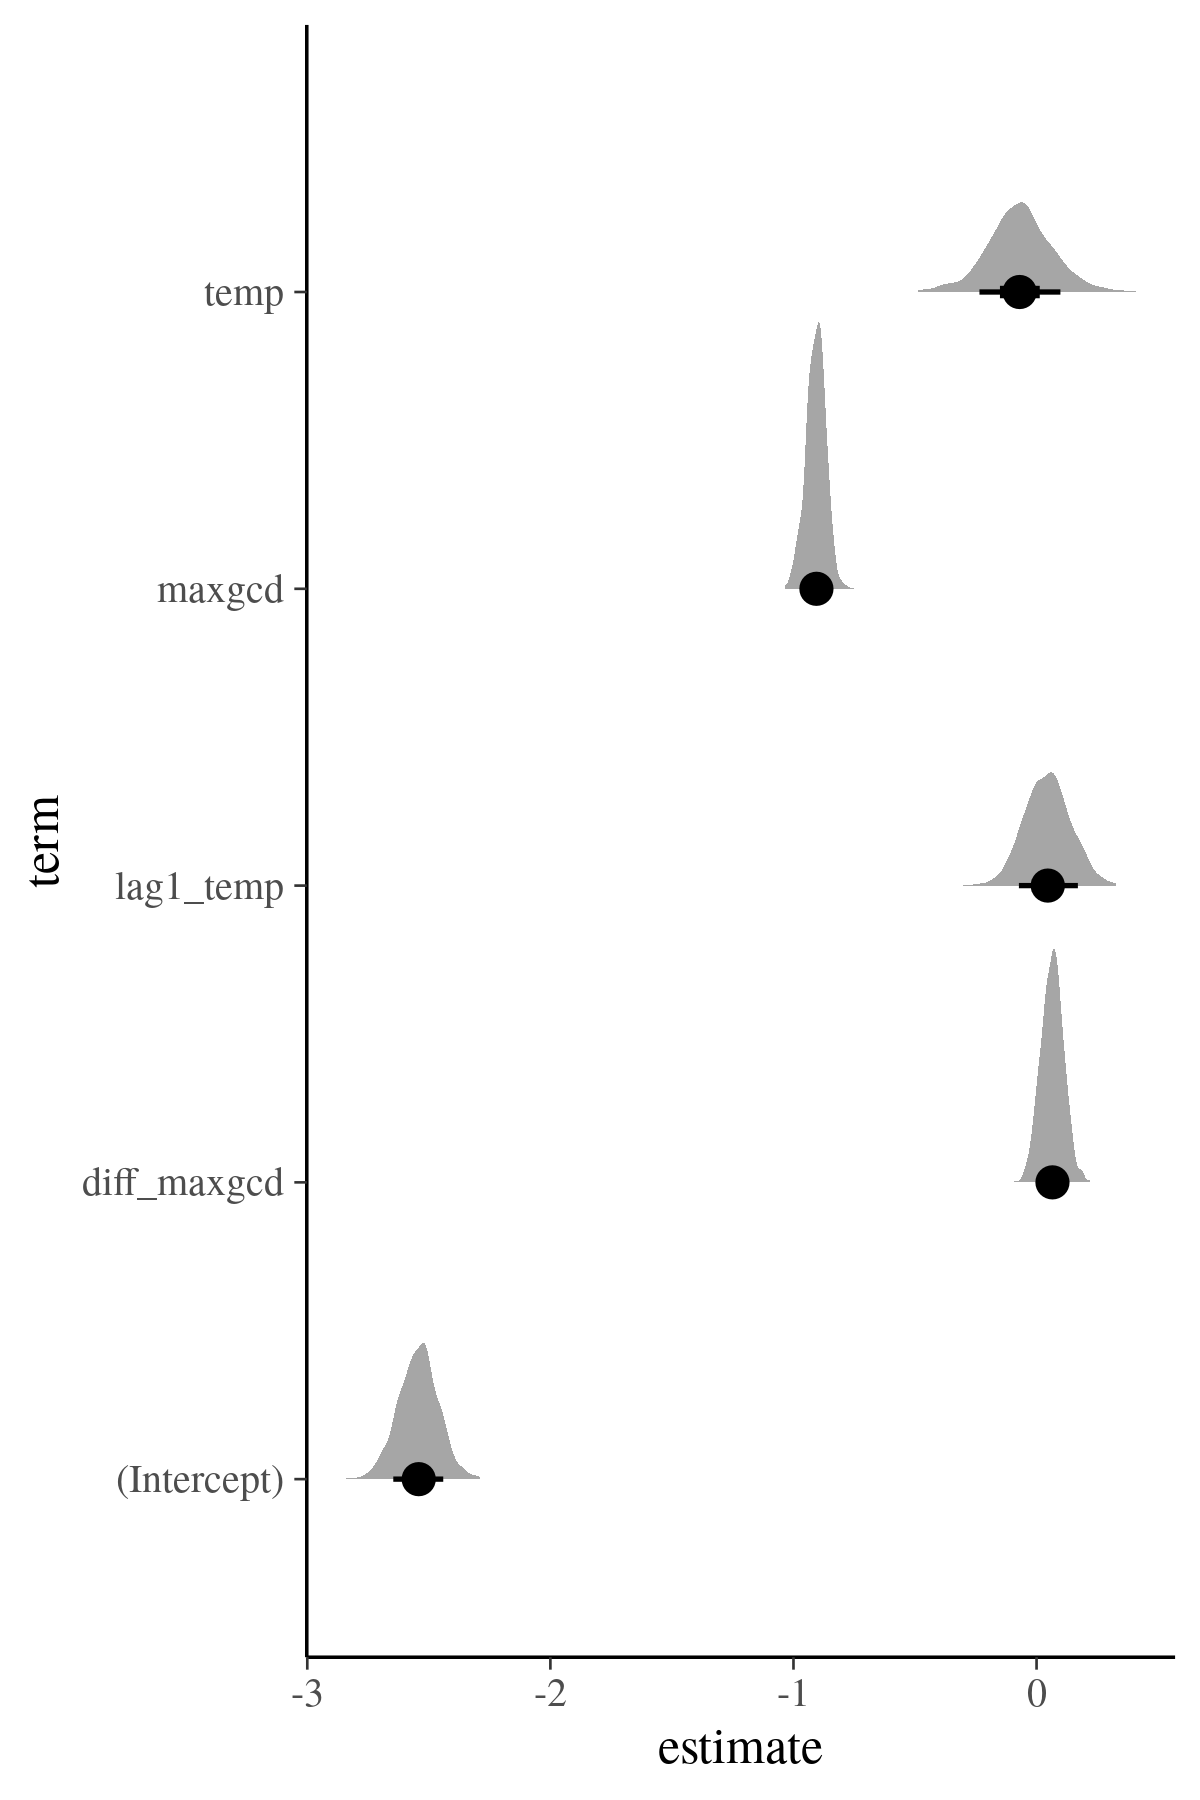 temp
maxgcd
term
lag1_temp
diff_maxgcd
(Intercept)
-3 -2 -1 0
estimate